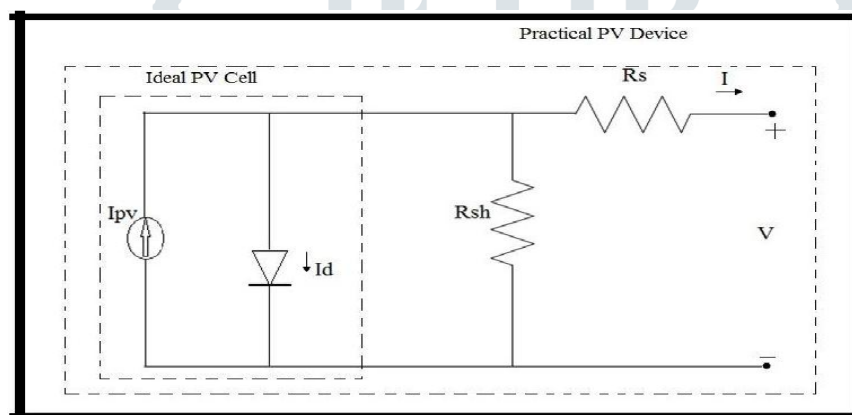 Practical PV Device
Ideal PV Cell
Rs
I
Ipv
Id
Rsh
+
V
–